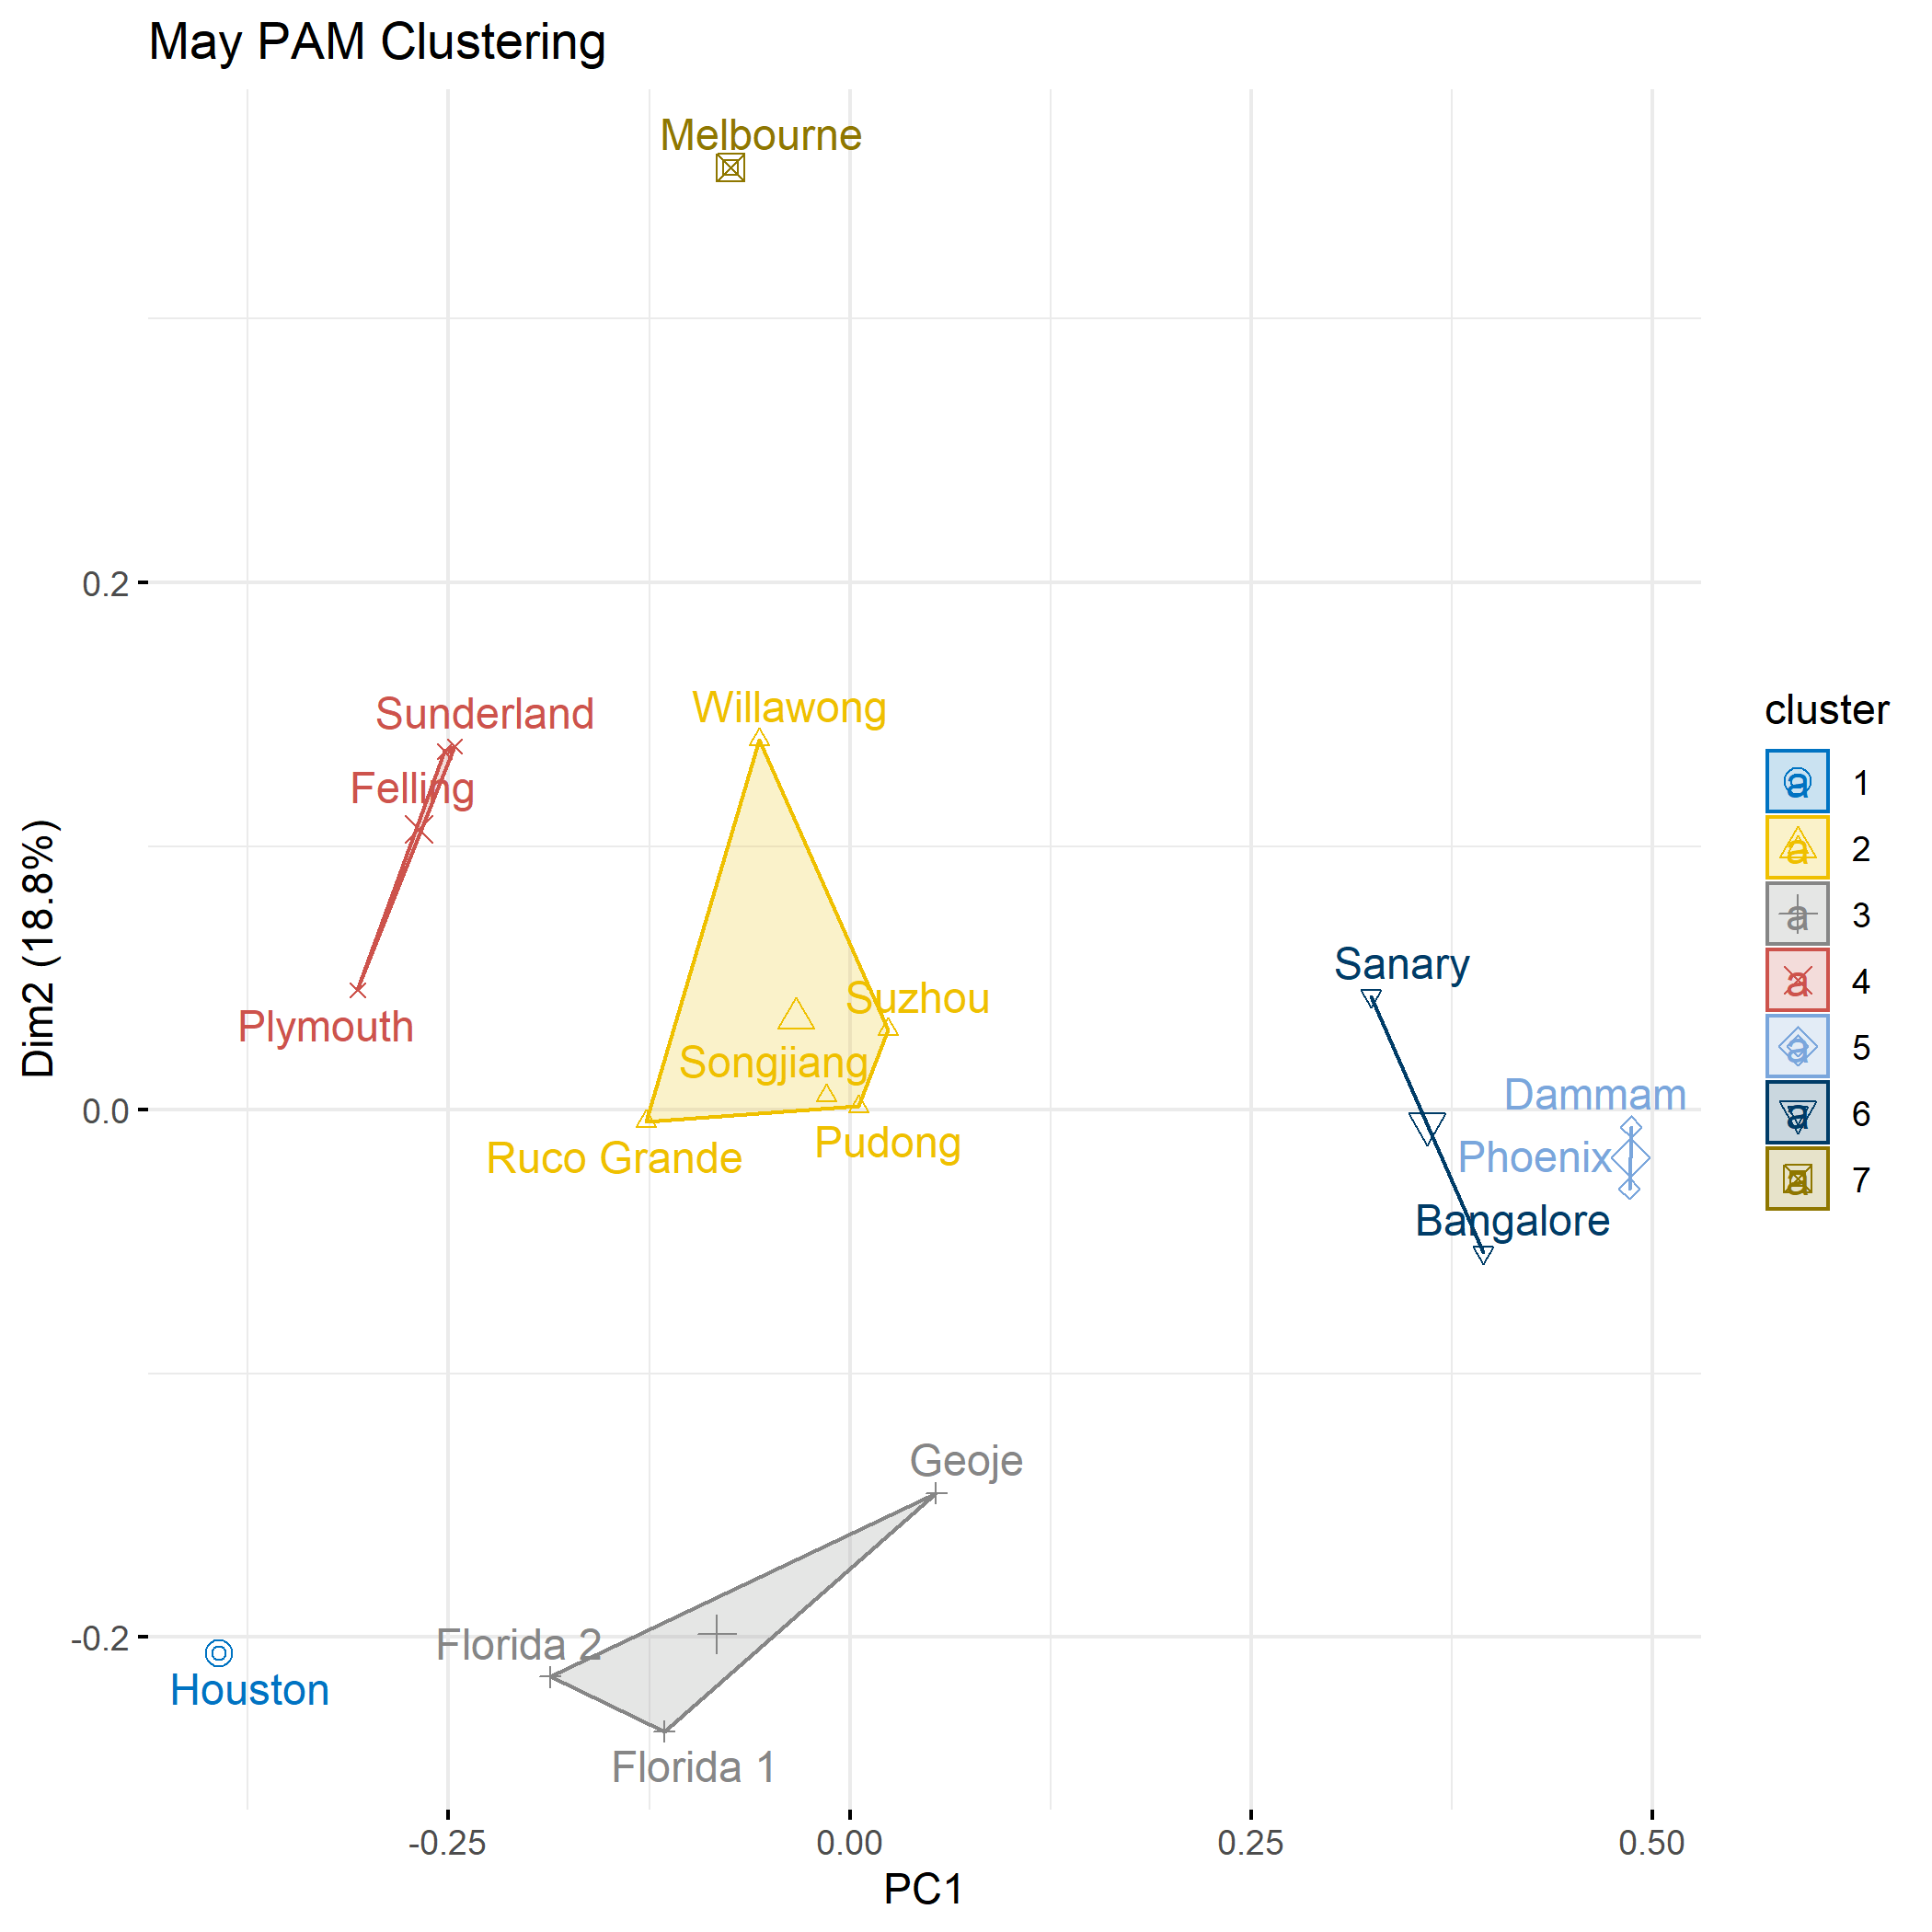 May PAM Clustering
Melbourne
0.2
Sunderland
Willawong
cluster
Felling
a 1
a 2
Dim2 (18.8%)
a 3
Sanary
a 4
Suzhou
Plymouth
a 5
Songjiang
Dammam
0.0
a 6
Pudong
Ruco Grande
Phoenix
a 7
Bangalore
Geoje
-0.2
Florida 2
Houston
Florida 1
-0.25 0.00 0.25 0.50
PC1